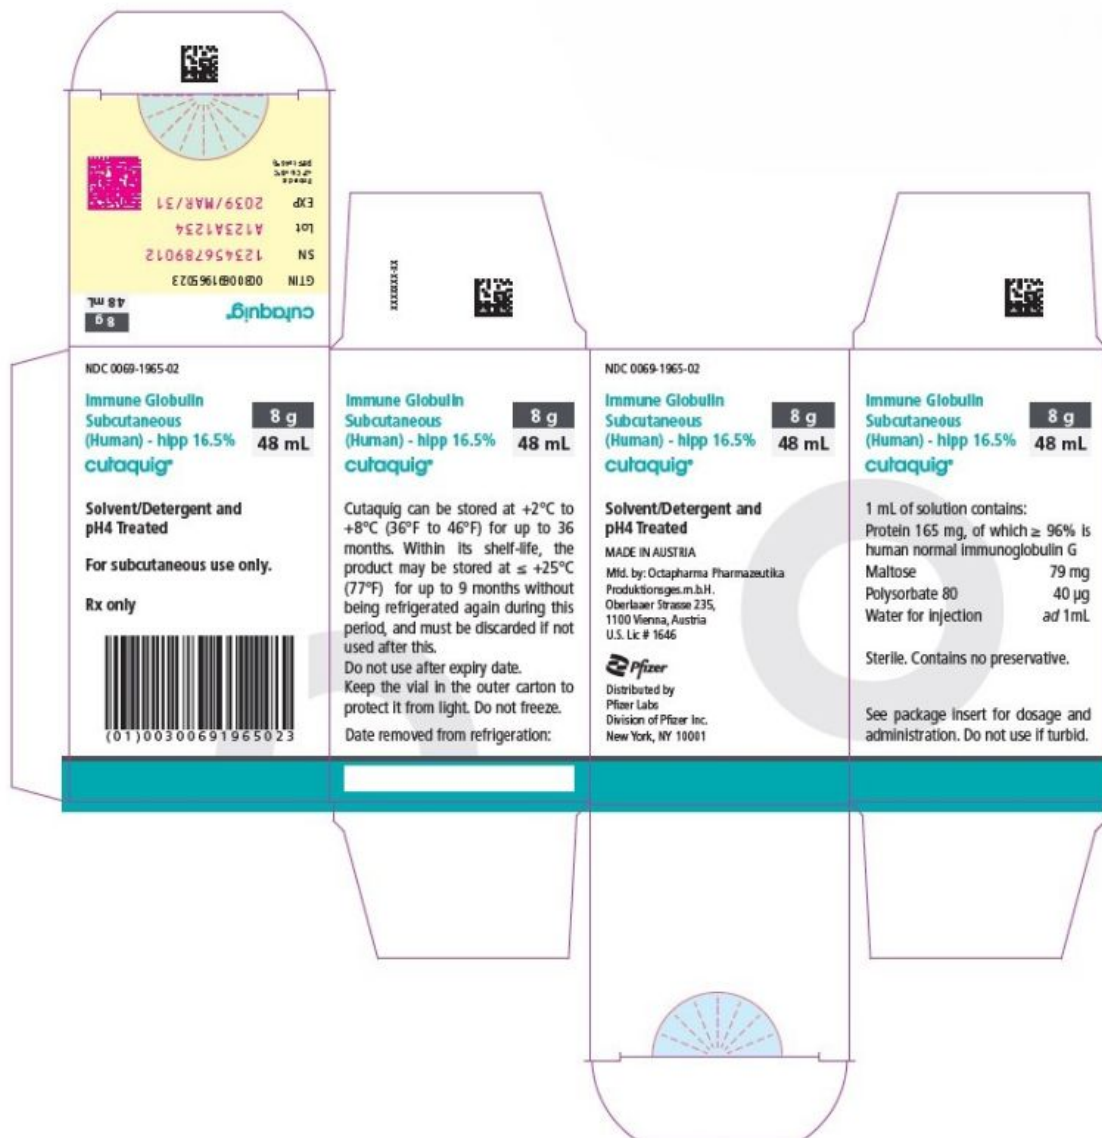 cutaquig®
8 g
48 mL
GTIN 00300691965023
SN 123456789012
Lot A123A1234
EXP 2039/MAR/31
XXXXXXX-XX
NDC 0069-1965-02
Immune Globulin
Subcutaneous
(Human) - hipp 16.5%
cutaquig®
8 g
48 mL
Solvent/Detergent and
pH4 Treated
For subcutaneous use only.
Rx only
(01)00300691965023
Immune Globulin
Subcutaneous
(Human) - hipp 16.5%
cutaquig®
8 g
48 mL
Cutaquig can be stored at +2°C to
+8°C (36°F to 46°F) for up to 36
months. Within its shelf-life, the
product may be stored at ≤ +25°C
(77°F) for up to 9 months without
being refrigerated again during this
period, and must be discarded if not
used after this.
Do not use after expiry date.
Keep the vial in the outer carton to
protect it from light. Do not freeze.
Date removed from refrigeration:
NDC 0069-1965-02
Immune Globulin
Subcutaneous
(Human) - hipp 16.5%
cutaquig®
8 g
48 mL
Solvent/Detergent and
pH4 Treated
MADE IN AUSTRIA
Mfd. by: Octapharma Pharmazeutika
Produktionsges.m.b.H.
Oberlaaer Strasse 235,
1100 Vienna, Austria
U.S. Lic # 1646
Pfizer
Distributed by
Pfizer Labs
Division of Pfizer Inc.
New York, NY 10001
Immune Globulin
Subcutaneous
(Human) - hipp 16.5%
cutaquig®
8 g
48 mL
1 mL of solution contains:
Protein 165 mg, of which ≥ 96% is
human normal immunoglobulin G
Maltose 79 mg
Polysorbate 80 40 µg
Water for injection ad 1mL
Sterile. Contains no preservative.
See package insert for dosage and
administration. Do not use if turbid.